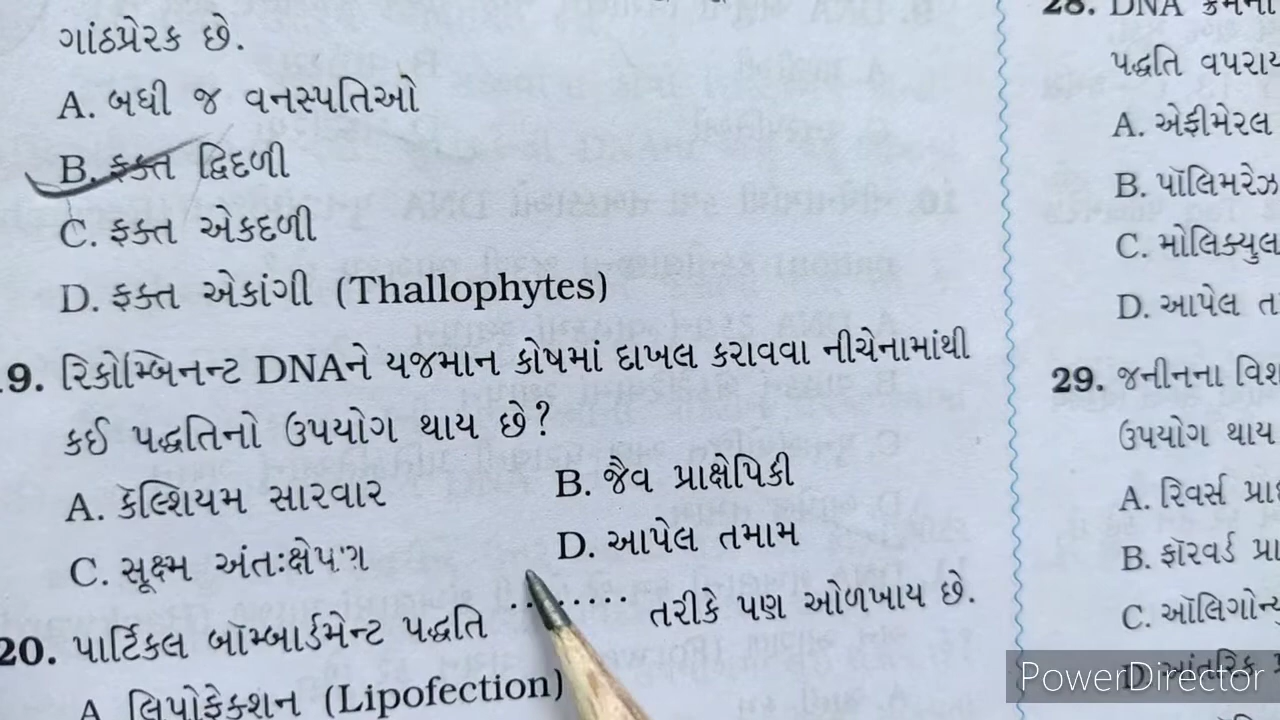 ગાંઠપ્રેરક છે.
A. બધી જ વનસ્પતિઓ
B. ફક્ત દ્વિદળી
C. ફક્ત એકદળી
D. ફક્ત એકાંગી (Thallophytes)
19. રિકોમ્બિનન્ટ DNAને યજમાન કોષમાં દાખલ કરાવવા નીચેનામાંથી
કઈ પદ્ધતિનો ઉપયોગ થાય છે?
A. કૅલ્શિયમ સારવાર B. જૈવ પ્રાક્ષેપિકી
C. સૂક્ષ્મ અંતઃક્ષેપણ D. આપેલ તમામ
20. પાર્ટિકલ બૉમ્બાર્ડમેન્ટ પદ્ધતિ ........ તરીકે પણ ઓળખાય છે.
A લિપોફેક્શન (Lipofection)
28. DNA
પદ્ધતિ
A. એફીમેરલ
B. પૉલિમરેઝ
C. મોલિક્યુલ
D. આપેલ
29. જનીનના
ઉપયોગ થાય
A. રિવર્સ
B. ફૉરવર્ડ
C.
D. આંતરિક
PowerDirector